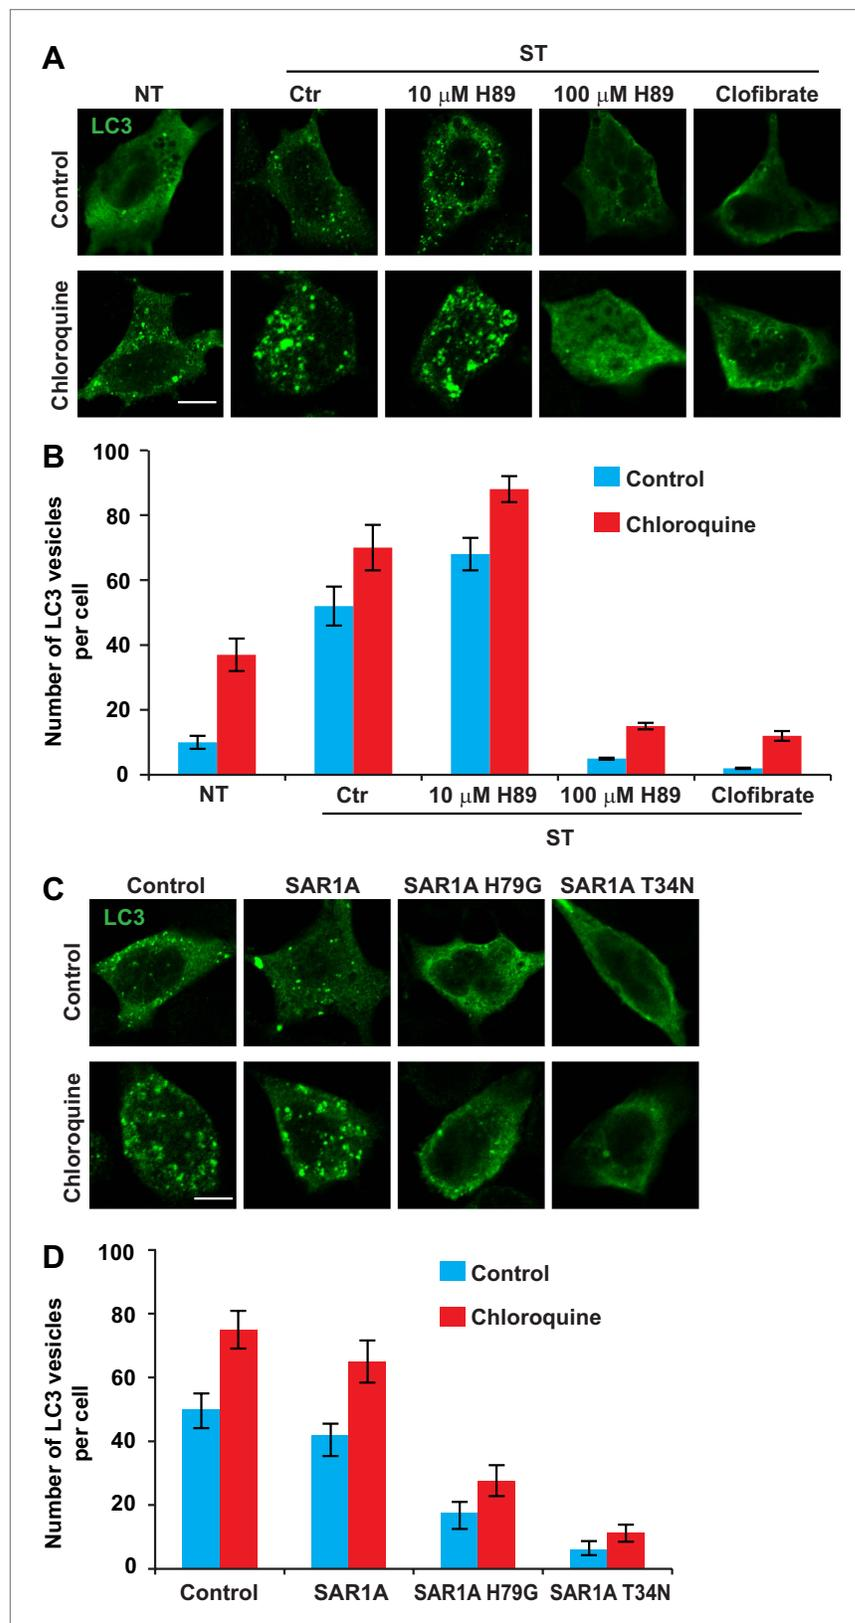 A
ST
NT Ctr 10 μM H89 100 μM H89 Clofibrate
LC3
Control
Chloroquine
B
Number of LC3 vesicles
per cell
100
80
60
40
20
0
Control
Chloroquine
NT Ctr 10 μM H89 100 μM H89 Clofibrate
ST
C
Control SAR1A SAR1A H79G SAR1A T34N
LC3
Control
Chloroquine
D
Number of LC3 vesicles
per cell
100
80
60
40
20
0
Control
Chloroquine
Control SAR1A SAR1A H79G SAR1A T34N